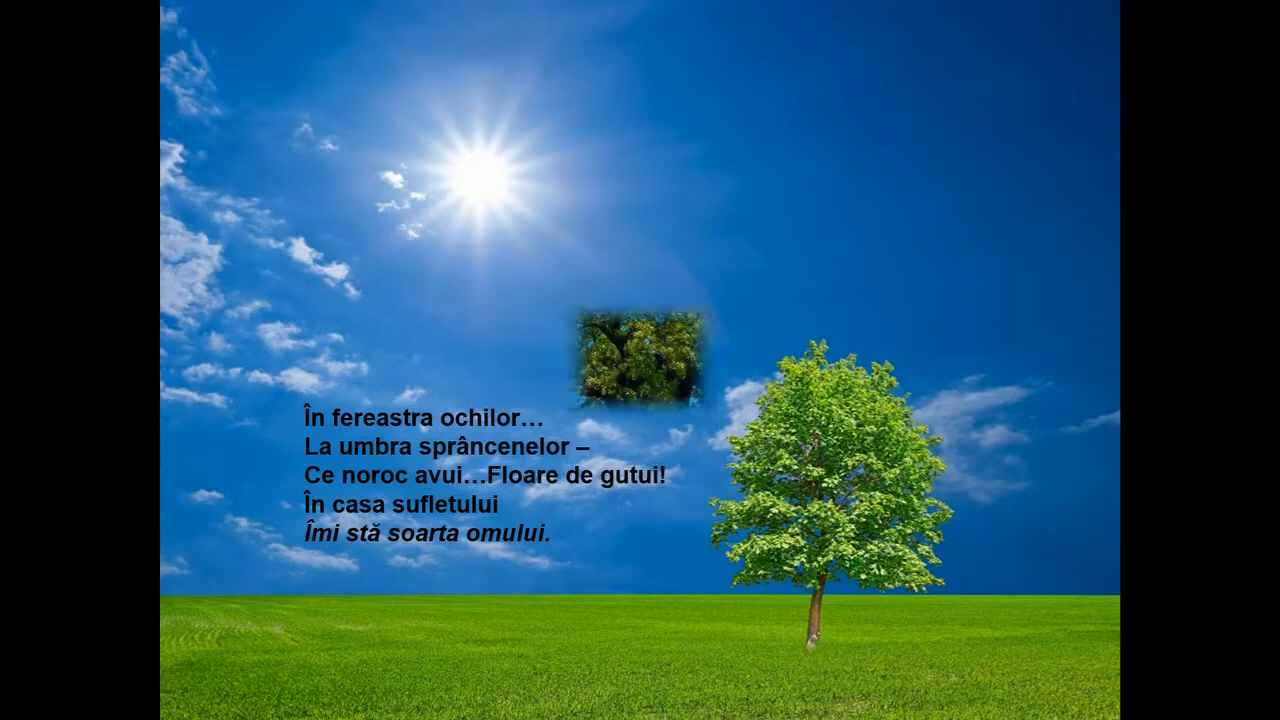 În fereastra ochilor…
La umbra sprâncenelor –
Ce noroc avui…Floare de gutui!
În casa sufletului
Îmi stă soarta omului.